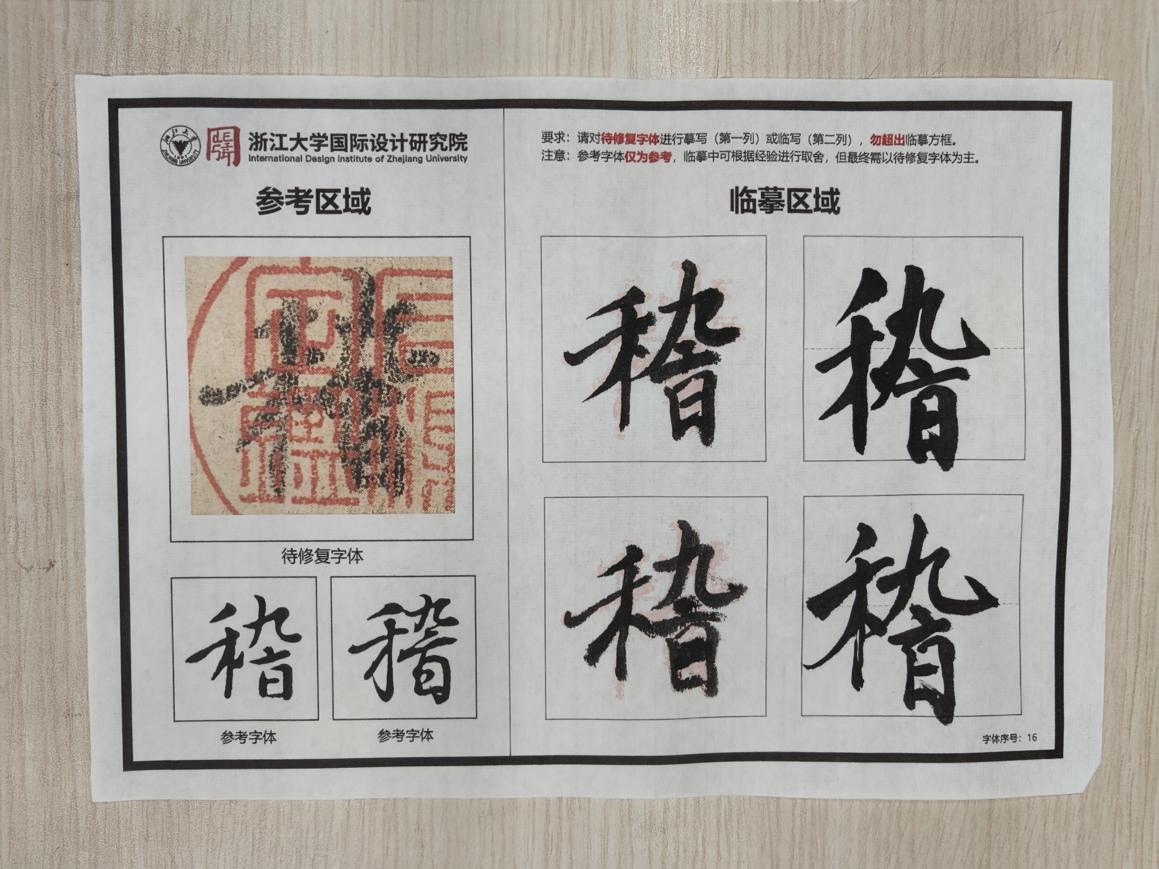 浙江大学国际设计研究院
International Design Institute of Zhejiang University
要求：请对待修复字体进行摹写（第一列）或临写（第二列），勿超出临摹方框。
注意：参考字体仅为参考，临摹中可根据经验进行取舍，但最终需以待修复字体为主。
参考区域
临摹区域
稽 稽
稽 稽
待修复字体
稽 稽
参考字体 参考字体
字体序号：16